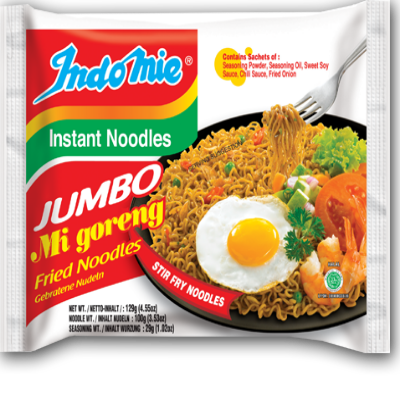 Indomie®
Contains Sachets of :
Seasoning Powder, Seasoning Oil, Sweet Soy
Sauce, Chili Sauce, Fried Onion
Instant Noodles
JUMBO
Mi goreng
Fried Noodles
Gebratene Nudeln
STIR FRY NOODLES
NET WT. / NETTO-INHALT / : 129g (4.55oz)
NOODLE WT. / INHALT NUDELN : 100g (3.53oz)
SEASONING WT. / INHALT WURZUNG : 29g (1.02oz)